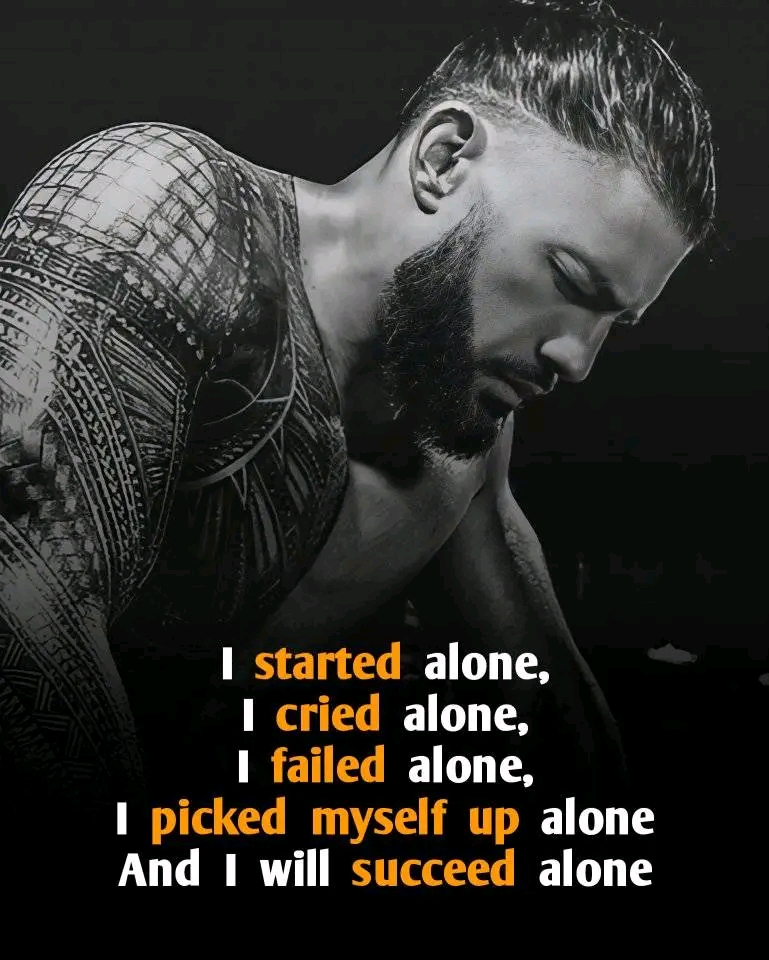 I started alone,
I cried alone,
I failed alone,
I picked myself up alone
And I will succeed alone